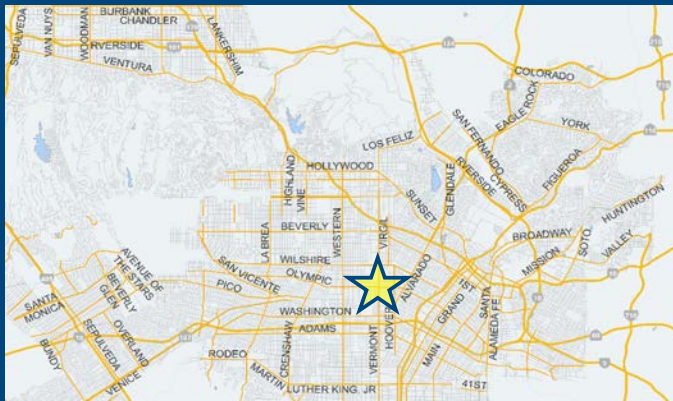 BURBANK
CHANDLER
SEPULVEDA
VAN NUYS
WOODMAN
LANKERSHIM
RIVERSIDE
VENTURA
COLORADO
EAGLE ROCK
YORK
SAN FERNANDO
LOS FELIZ
RIVERSIDE
CYPRESS
FIGUEROA
GLENDALE
HOLLYWOOD
HIGHLAND
VINE
SUNSET
HUNTINGTON
BEVERLY
WESTERN
VIRGIL
BROADWAY
SOTO
VALLEY
MISSION
LA BREA
WILSHIRE
OLYMPIC
SAN VICENTE
PICO
AVENUE OF
THE STARS
BEVERLY
GLEN
ALVARADO
1ST
GRAND
SANTA
FE
ALAMEDA
SANTA
MONICA
SEPULVEDA
OVERLAND
WASHINGTON
ADAMS
HOOVER
VERMONT
MAIN
BUNDY
VENICE
RODEO
CRENSHAW
MARTIN
LUTHER KING, JR
41ST